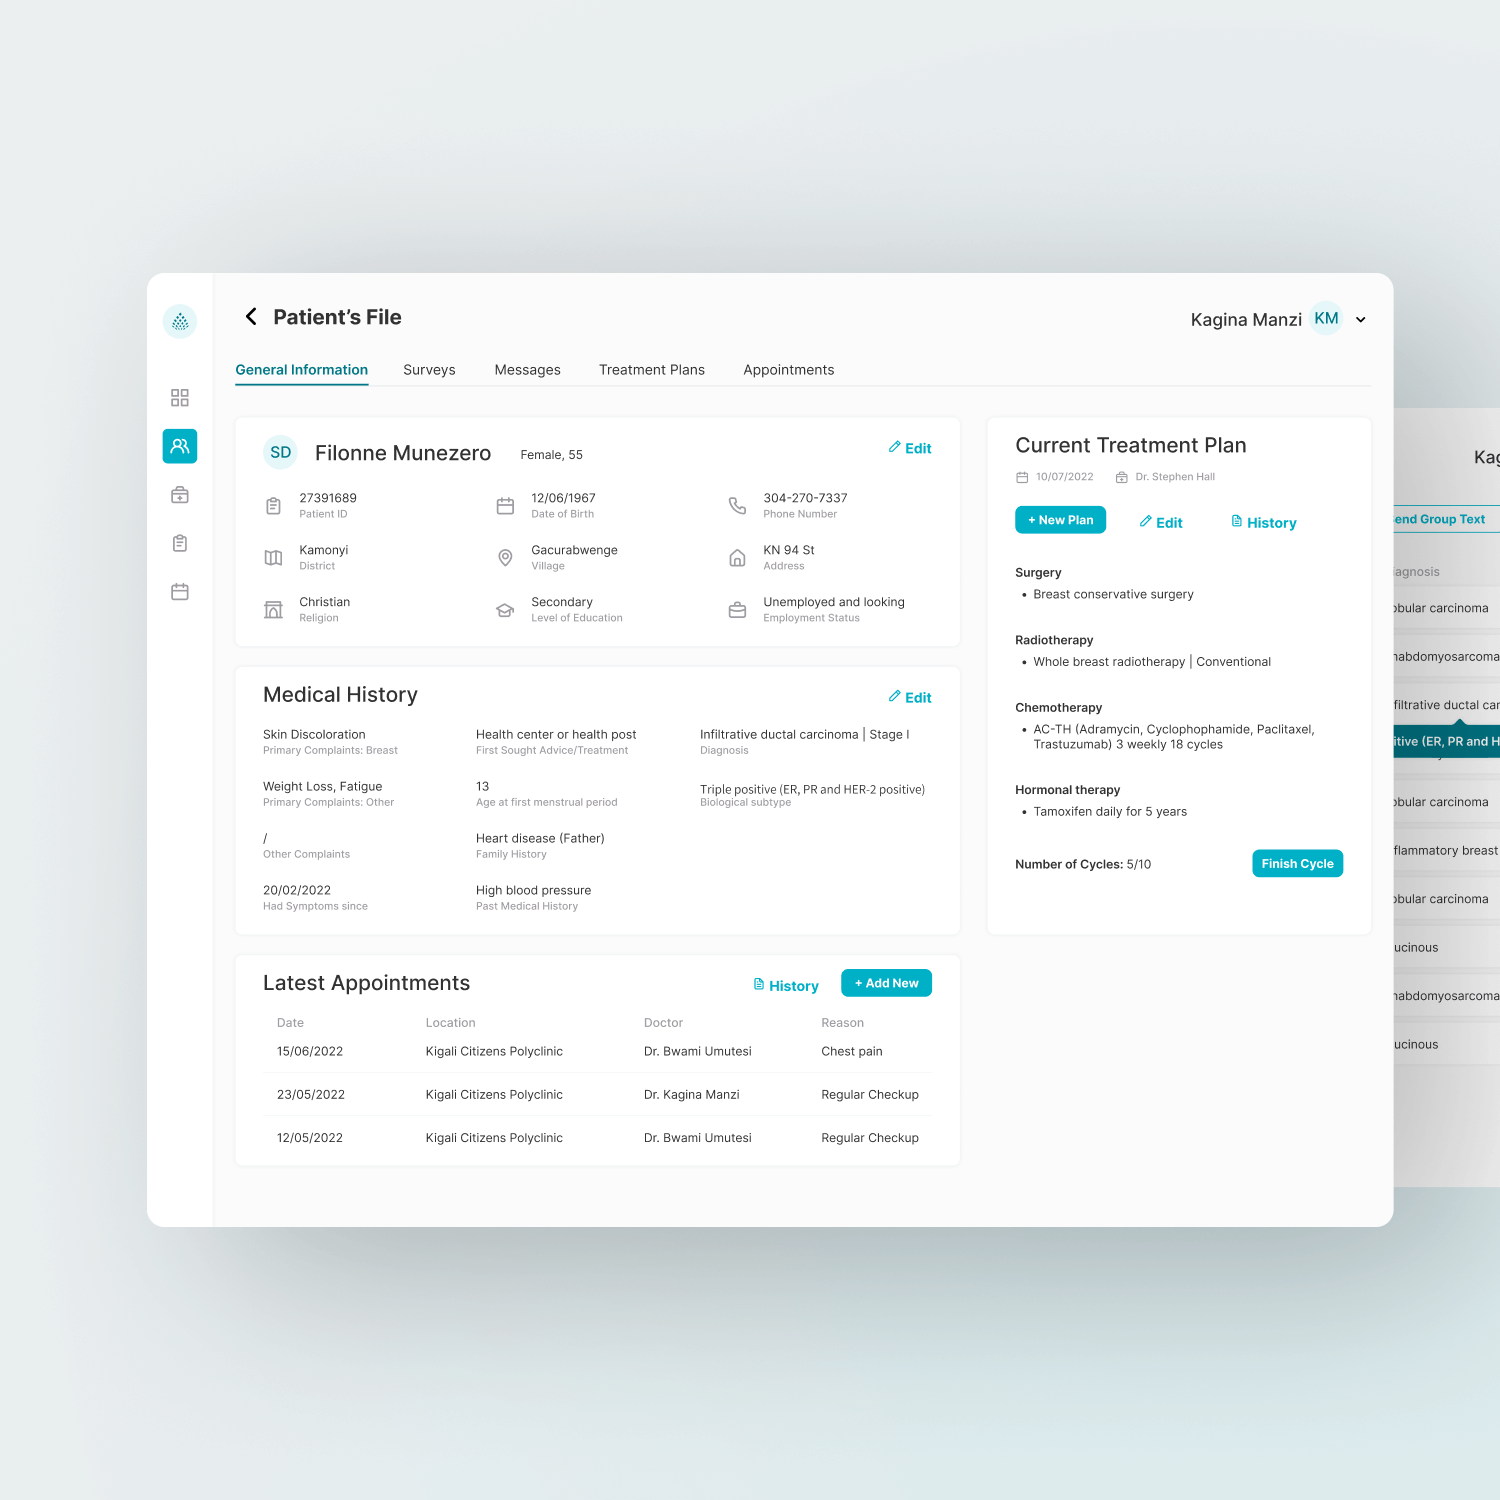 Patient's File
Kagina Manzi KM
General Information Surveys Messages Treatment Plans Appointments
SD Filonne Munezero Female, 55 Edit
27391689 12/06/1967 304-270-7337
Patient ID Date of Birth Phone Number
Kamonyi Gacurabwenge KN 94 St
District Village Address
Christian Secondary Unemployed and looking
Religion Level of Education Employment Status
Medical History Edit
Skin Discoloration Health center or health post Infiltrative ductal carcinoma | Stage I
Primary Complaints: Breast First Sought Advice/Treatment Diagnosis
Weight Loss, Fatigue 13 Triple positive (ER, PR and HER-2 positive)
Primary Complaints: Other Age at first menstrual period Biological subtype
/ Heart disease (Father)
Other Complaints Family History
20/02/2022 High blood pressure
Had Symptoms since Past Medical History
Latest Appointments History + Add New
Date Location Doctor Reason
15/06/2022 Kigali Citizens Polyclinic Dr. Bwami Umutesi Chest pain
23/05/2022 Kigali Citizens Polyclinic Dr. Kagina Manzi Regular Checkup
12/05/2022 Kigali Citizens Polyclinic Dr. Bwami Umutesi Regular Checkup
Current Treatment Plan
10/07/2022 Dr. Stephen Hall
+ New Plan Edit History
Surgery
• Breast conservative surgery
Radiotherapy
• Whole breast radiotherapy | Conventional
Chemotherapy
• AC-TH (Adramycin, Cyclophophamide, Paclitaxel,
Trastuzumab) 3 weekly 18 cycles
Hormonal therapy
• Tamoxifen daily for 5 years
Number of Cycles: 5/10 Finish Cycle
Kag
end Group Text
iagnosis
obular carcinoma
habdomyosarcoma
filtrative ductal car
itive (ER, PR and H
obular carcinoma
flammatory breast
obular carcinoma
ucinous
habdomyosarcoma
ucinous